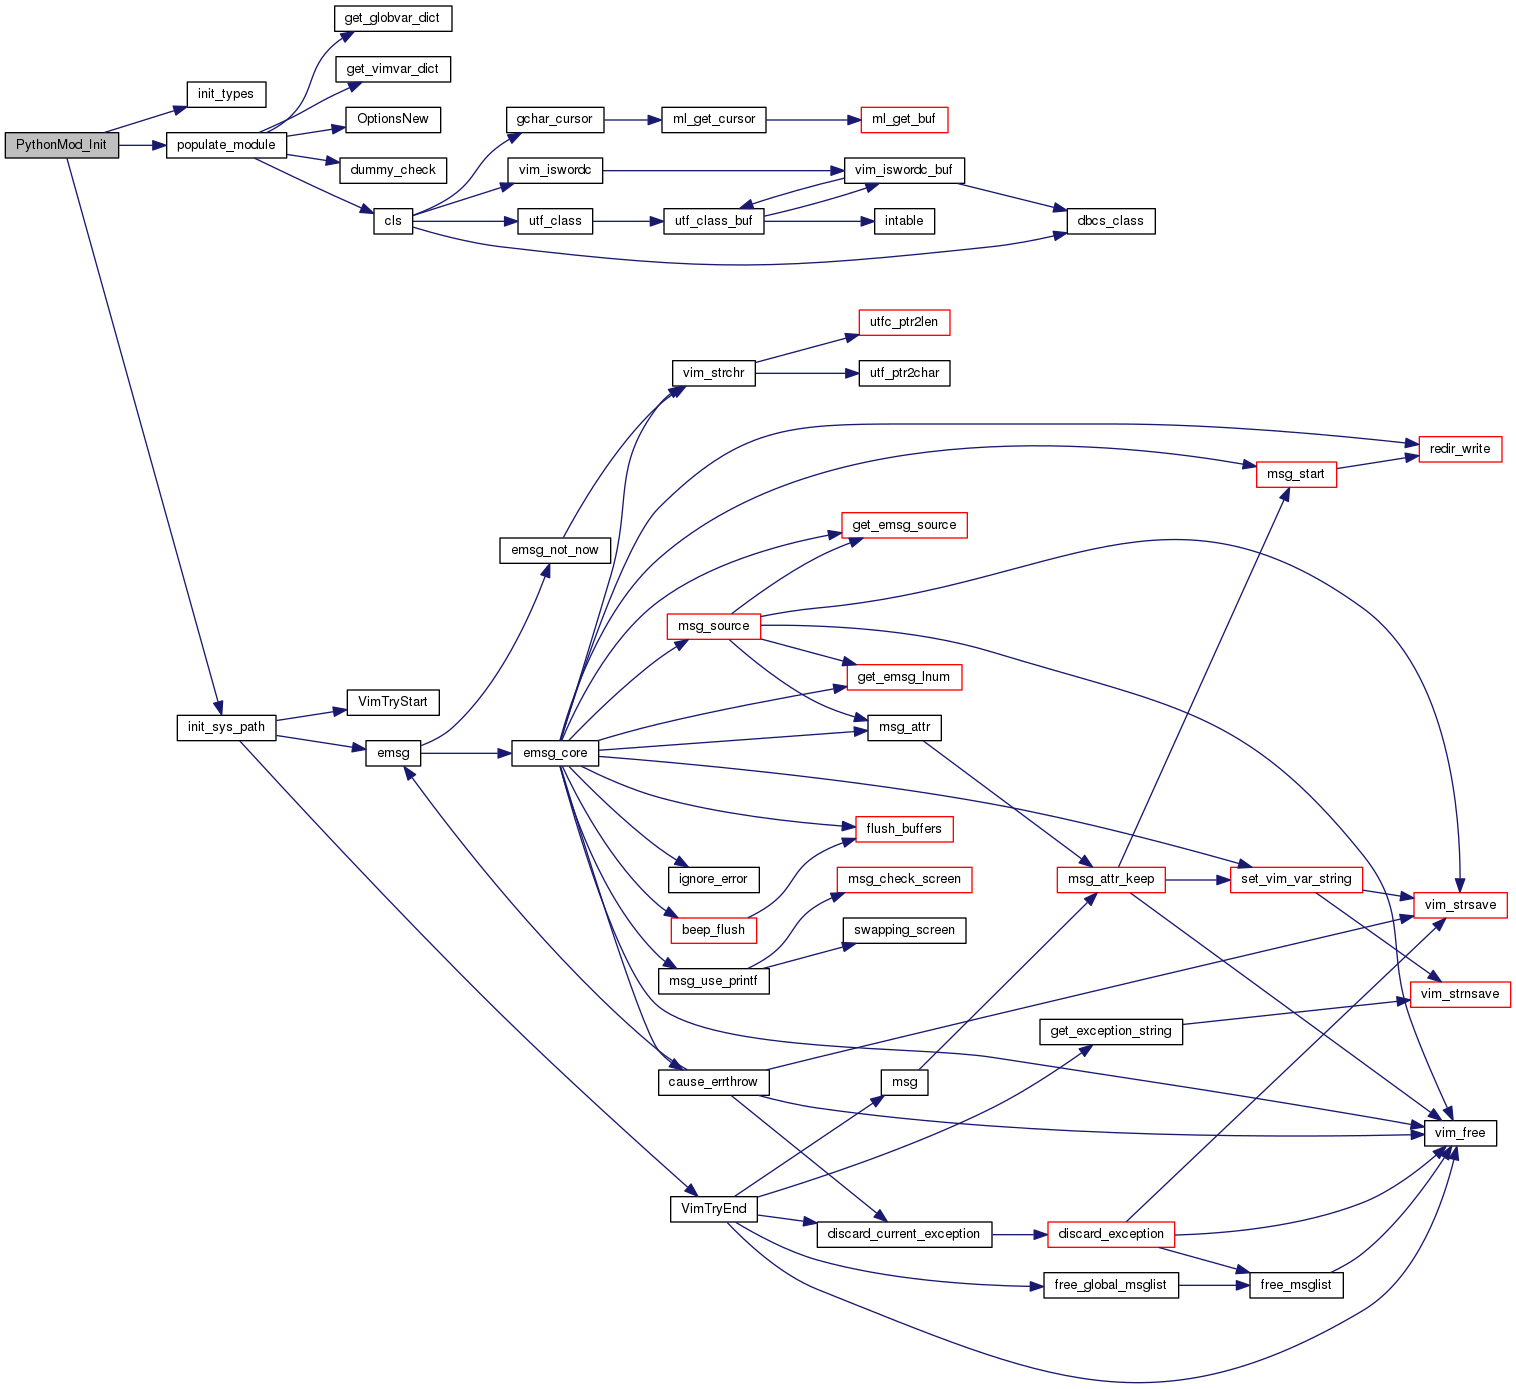 get_globvar_dict
get_vimvar_dict
init_types
OptionsNew
gchar_cursor
ml_get_cursor
ml_get_buf
PythonMod_Init
populate_module
dummy_check
vim_iswordc
vim_iswordc_buf
cls
utf_class
utf_class_buf
intable
dbcs_class
utfc_ptr2len
vim_strchr
utf_ptr2char
redir_write
msg_start
get_emsg_source
emsg_not_now
msg_source
get_emsg_lnum
VimTryStart
init_sys_path
msg_attr
emsg
emsg_core
flush_buffers
ignore_error
msg_check_screen
msg_attr_keep
set_vim_var_string
vim_strsave
beep_flush
swapping_screen
msg_use_printf
vim_strnsave
get_exception_string
cause_errthrow
msg
vim_free
VimTryEnd
discard_current_exception
discard_exception
free_global_msglist
free_msglist